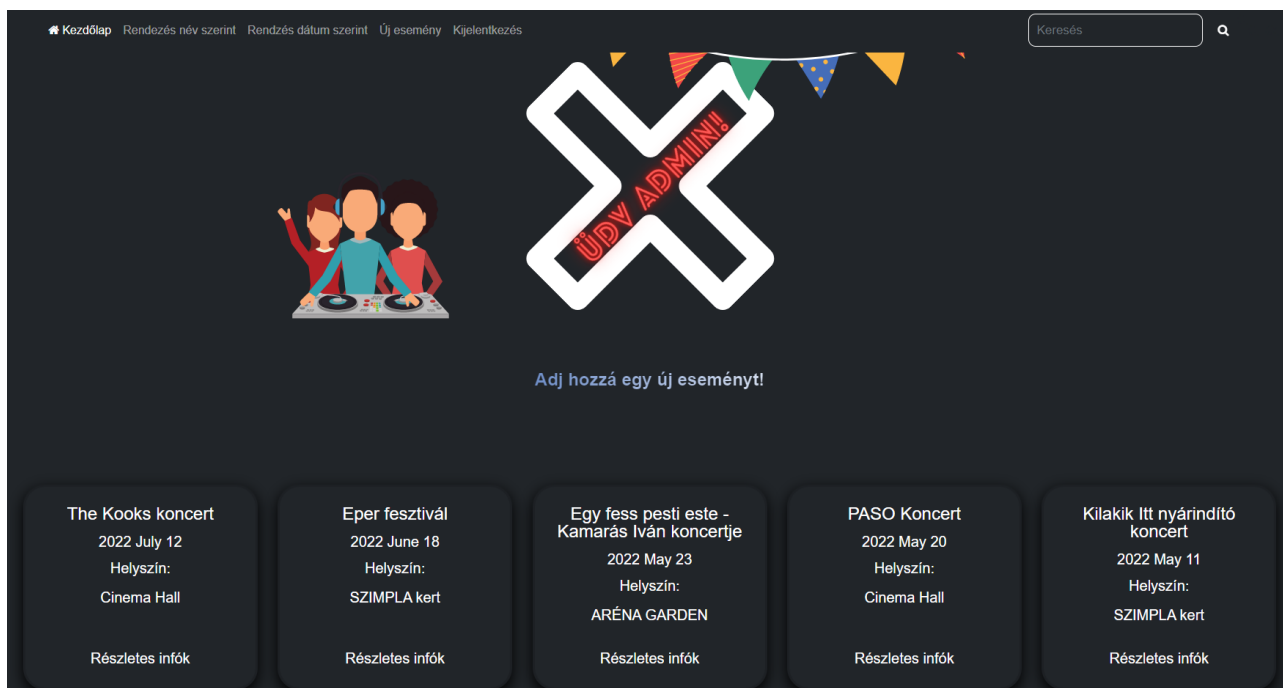 Kezdőlap Rendezés név szerint Rendzés dátum szerint Új esemény Kijelentkezés Keresés
ÜDV ADMIN!
Adj hozzá egy új eseményt!
The Kooks koncert
2022 July 12
Helyszín:
Cinema Hall
Részletes infók
Eper fesztivál
2022 June 18
Helyszín:
SZIMPLA kert
Részletes infók
Egy fess pesti este -
Kamarás Iván koncertje
2022 May 23
Helyszín:
ARÉNA GARDEN
Részletes infók
PASO Koncert
2022 May 20
Helyszín:
Cinema Hall
Részletes infók
Kilakik Itt nyárindító
koncert
2022 May 11
Helyszín:
SZIMPLA kert
Részletes infók